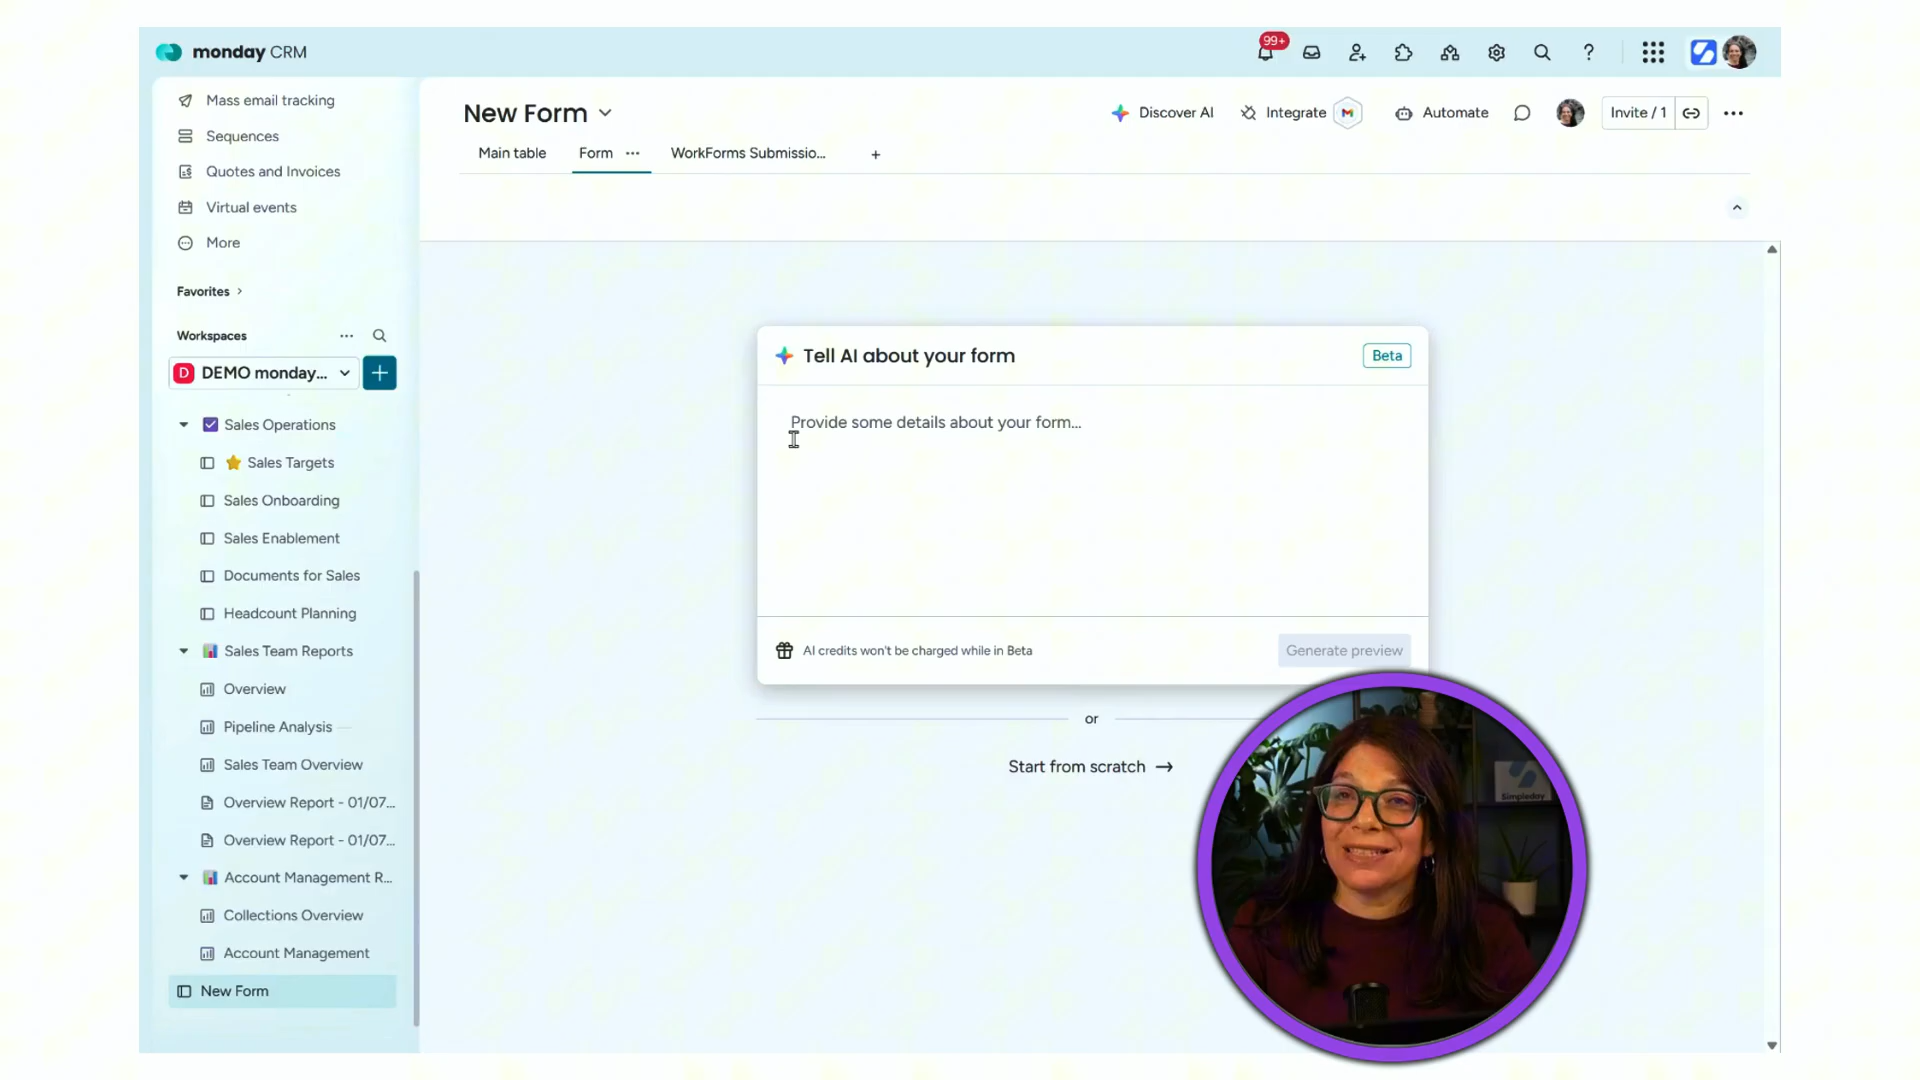 monday CRM
99+
Mass email tracking
Sequences
Quotes and Invoices
Virtual events
More
Favorites
Workspaces
D DEMO monday...
Sales Operations
Sales Targets
Sales Onboarding
Sales Enablement
Documents for Sales
Headcount Planning
Sales Team Reports
Overview
Pipeline Analysis
Sales Team Overview
Overview Report - 01/07...
Overview Report - 01/07...
Account Management R...
Collections Overview
Account Management
New Form
New Form
Discover AI
Integrate
Automate
Invite / 1
Main table
Form
WorkForms Submissio...
Tell AI about your form
Beta
Provide some details about your form...
AI credits won't be charged while in Beta
Generate preview
or
Start from scratch
Simpleday